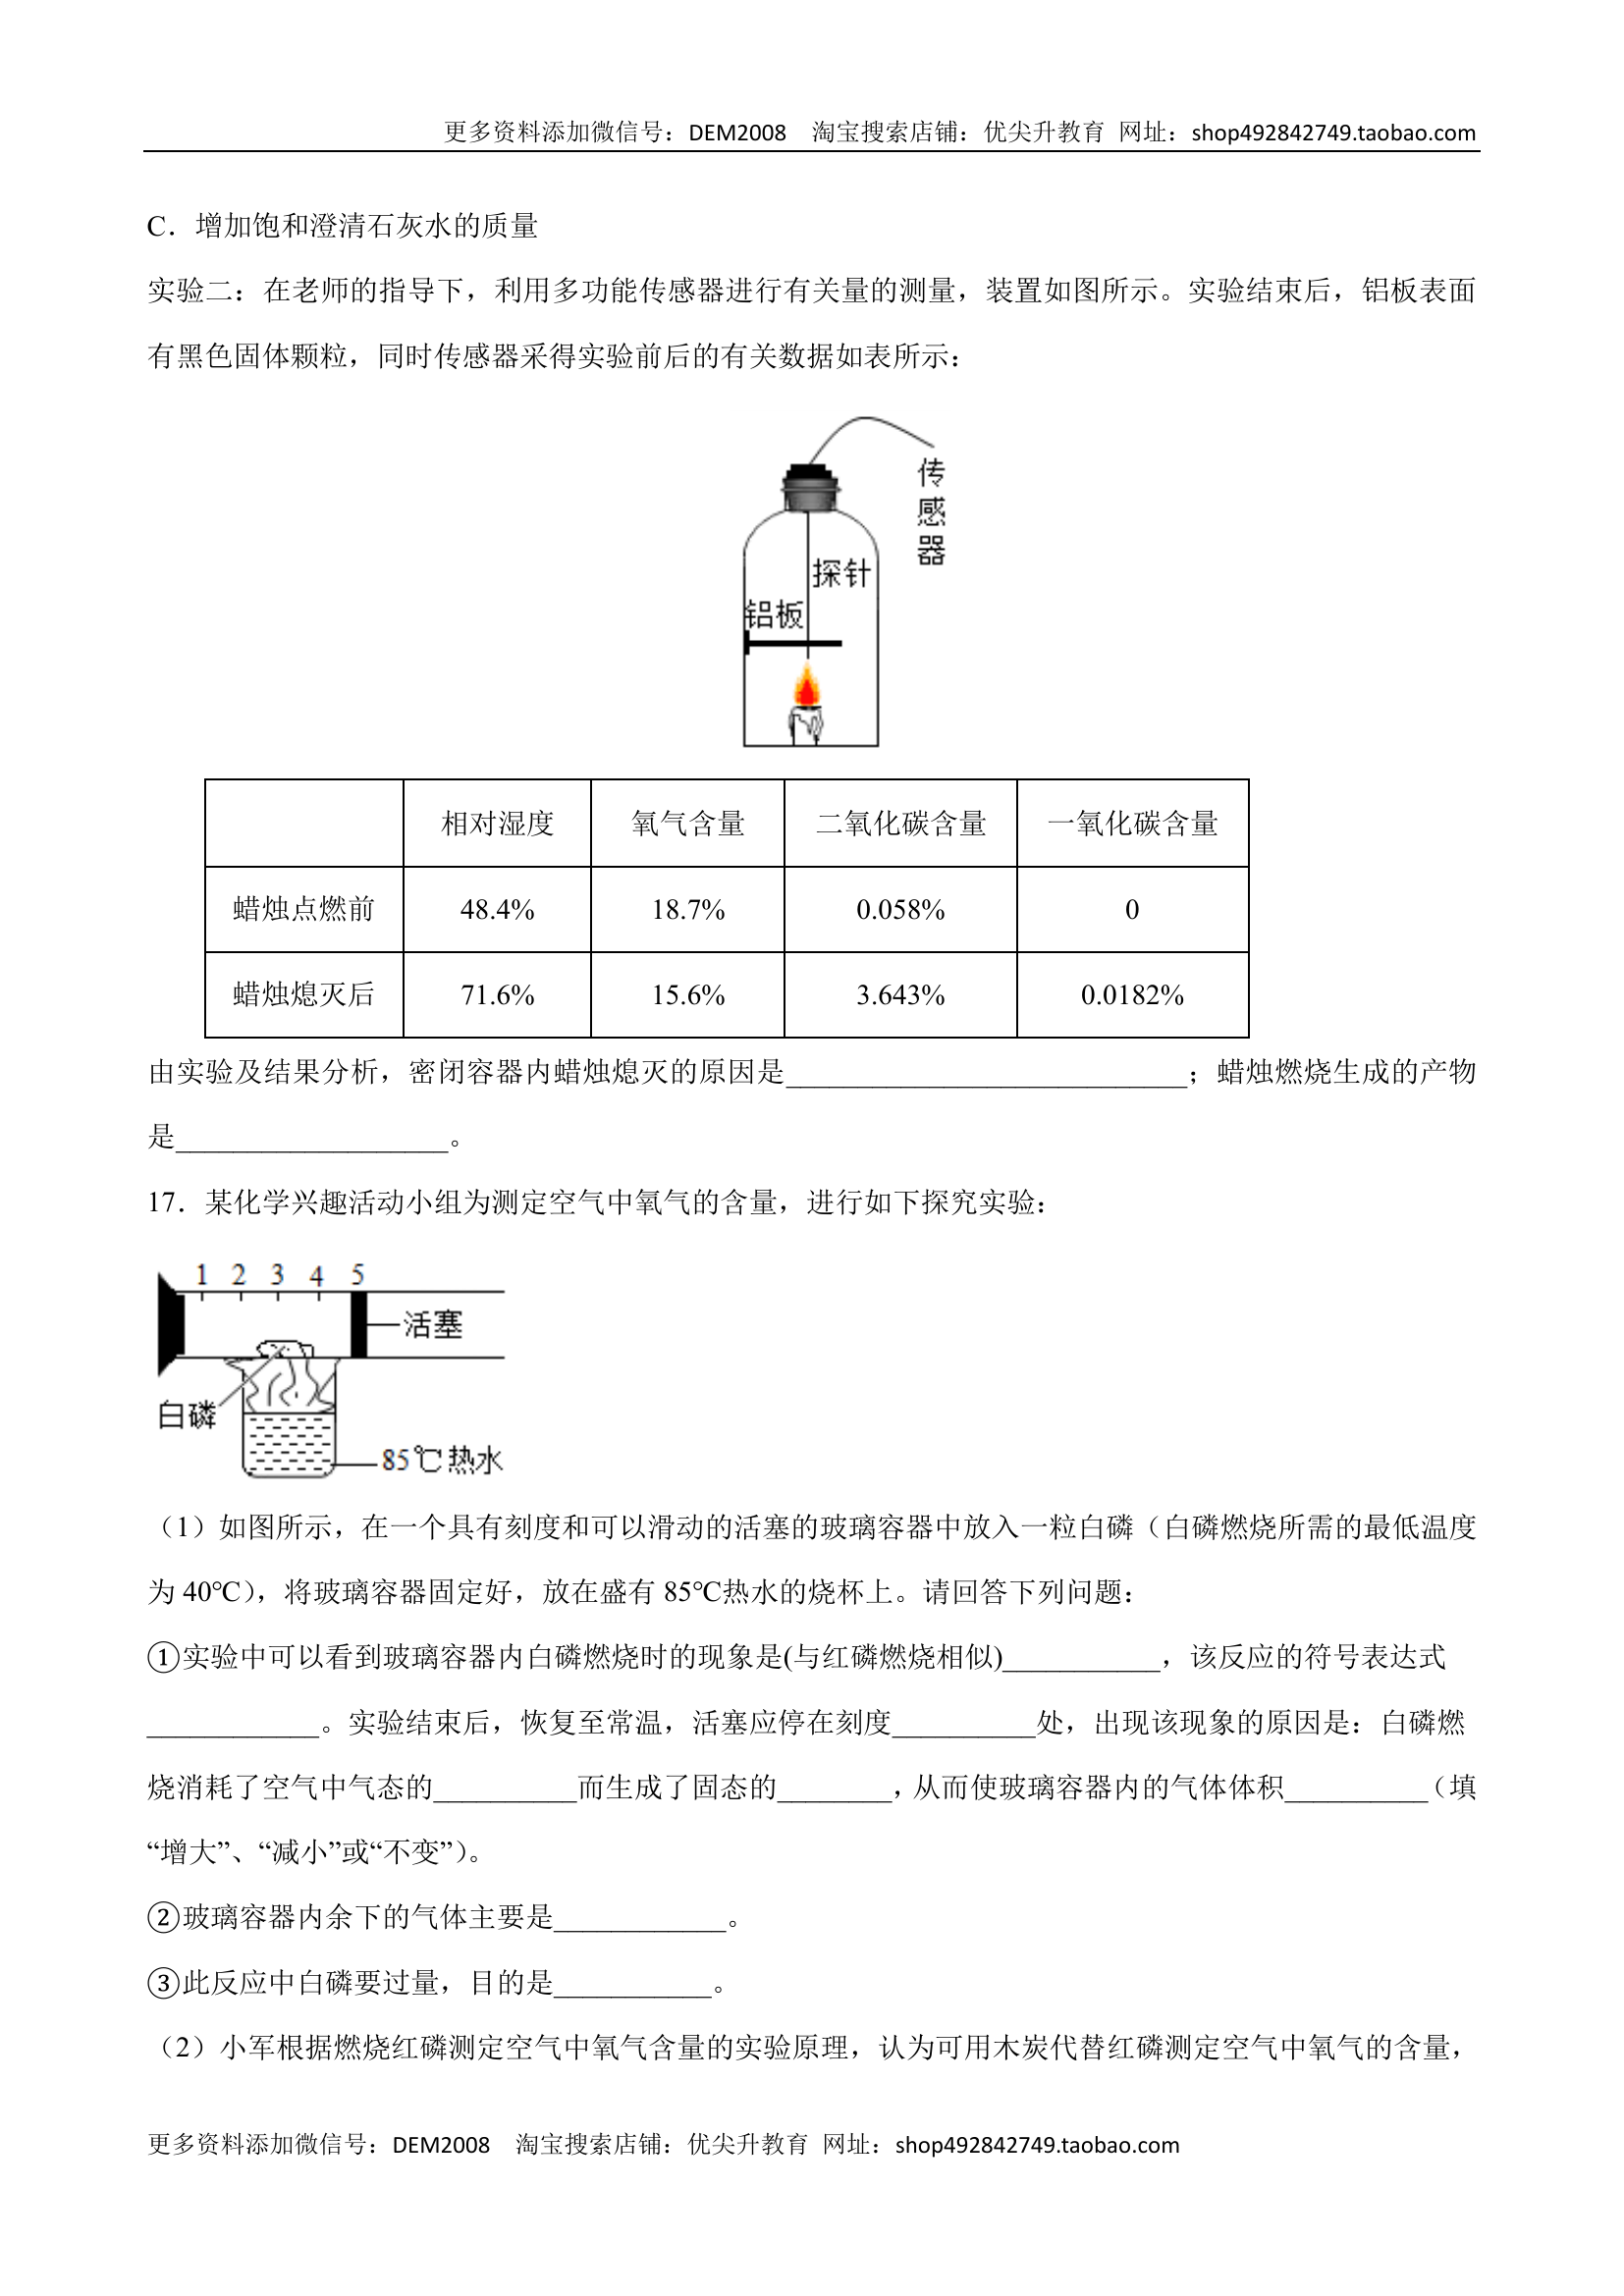 更多资料添加微信号：DEM2008 淘宝搜索店铺：优尖升教育 网址：shop492842749.taobao.com
C．增加饱和澄清石灰水的质量
实验二：在老师的指导下，利用多功能传感器进行有关量的测量，装置如图所示。实验结束后，铝板表面
有黑色固体颗粒，同时传感器采得实验前后的有关数据如表所示：
传感器
探针
铝板
相对湿度 氧气含量 二氧化碳含量 一氧化碳含量
蜡烛点燃前 48.4% 18.7% 0.058% 0
蜡烛熄灭后 71.6% 15.6% 3.643% 0.0182%
由实验及结果分析，密闭容器内蜡烛熄灭的原因是____________________________；蜡烛燃烧生成的产物
是___________________。
17．某化学兴趣活动小组为测定空气中氧气的含量，进行如下探究实验：
1 2 3 4 5
活塞
白磷
85℃热水
（1）如图所示，在一个具有刻度和可以滑动的活塞的玻璃容器中放入一粒白磷（白磷燃烧所需的最低温度
为 40℃），将玻璃容器固定好，放在盛有 85℃热水的烧杯上。请回答下列问题：
①实验中可以看到玻璃容器内白磷燃烧时的现象是(与红磷燃烧相似)___________，该反应的符号表达式
____________。实验结束后，恢复至常温，活塞应停在刻度__________处，出现该现象的原因是：白磷燃
烧消耗了空气中气态的__________而生成了固态的________，从而使玻璃容器内的气体体积__________（填
“增大”、“减小”或“不变”）。
②玻璃容器内余下的气体主要是____________。
③此反应中白磷要过量，目的是___________。
（2）小军根据燃烧红磷测定空气中氧气含量的实验原理，认为可用木炭代替红磷测定空气中氧气的含量，
更多资料添加微信号：DEM2008 淘宝搜索店铺：优尖升教育 网址：shop492842749.taobao.com